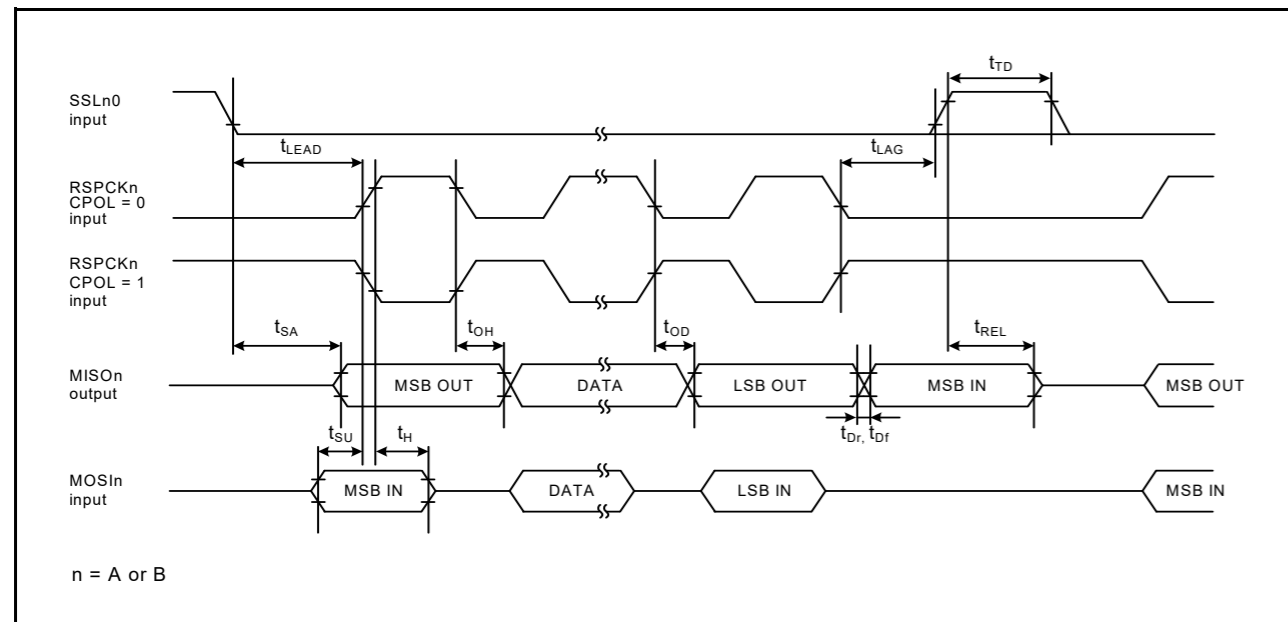 tTD
SSLn0
input
tLEAD
tLAG
RSPCKn
CPOL = 0
input
RSPCKn
CPOL = 1
input
tSA
tOH
tOD
tREL
MISOn
output
MSB OUT
DATA
LSB OUT
MSB IN
MSB OUT
tSU
tH
tDr, tDf
MOSIn
input
MSB IN
DATA
LSB IN
MSB IN
n = A or B